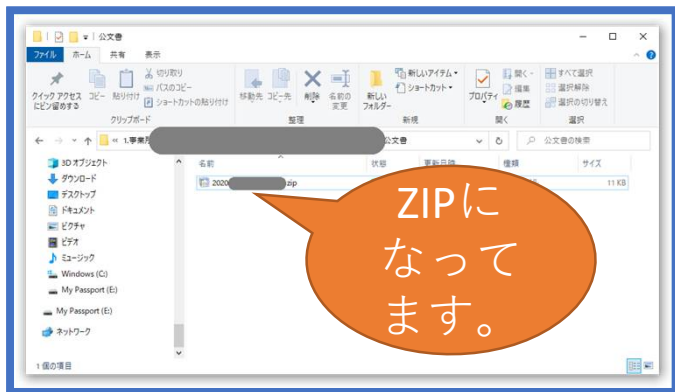 公文書
ファイル ホーム 共有 表示
クイック アクセス
にピン留めする
コピー
貼り付け
切り取り
パスのコピー
ショートカットの貼り付け
クリップボード
移動先
コピー先
削除
名前の
変更
整理
新しい
フォルダー
新しいアイテム
ショートカット
新規
プロパティ
開く
編集
履歴
開く
すべて選択
選択解除
選択の切り替え
選択
« 1.事業所
公文書
公文書の検索
3D オブジェクト
ダウンロード
デスクトップ
ドキュメント
ピクチャ
ビデオ
ミュージック
Windows (C:)
My Passport (E:)
My Passport (E:)
ネットワーク
名前 状態 更新日時 種類 サイズ
2020 zip 11 KB
ZIPに
なって
ます。
1 個の項目